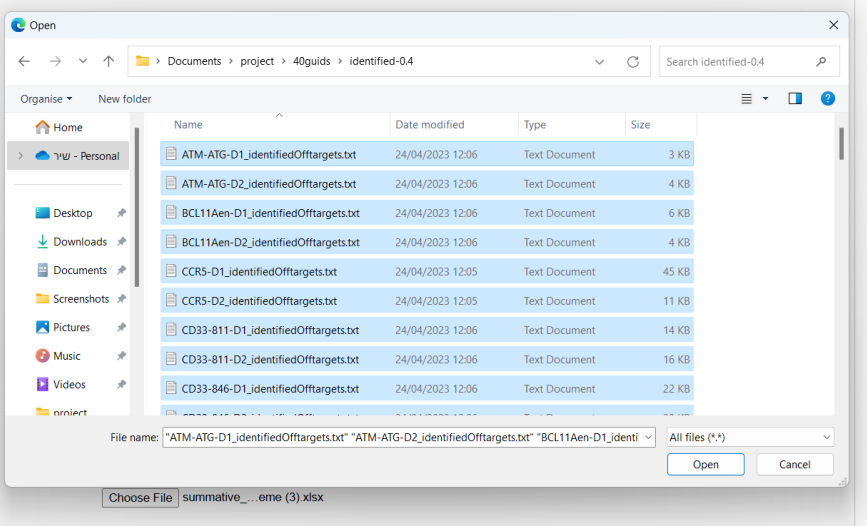 Open
Documents > project > 40guids > identified-0.4
Search identified-0.4
Organise
New folder
Home
שיר - Personal
Desktop
Downloads
Documents
Screenshots
Pictures
Music
Videos
project
Name Date modified Type Size
ATM-ATG-D1_identifiedOfftargets.txt 24/04/2023 12:06 Text Document 3 KB
ATM-ATG-D2_identifiedOfftargets.txt 24/04/2023 12:06 Text Document 4 KB
BCL11Aen-D1_identifiedOfftargets.txt 24/04/2023 12:06 Text Document 6 KB
BCL11Aen-D2_identifiedOfftargets.txt 24/04/2023 12:06 Text Document 4 KB
CCR5-D1_identifiedOfftargets.txt 24/04/2023 12:05 Text Document 45 KB
CCR5-D2_identifiedOfftargets.txt 24/04/2023 12:05 Text Document 11 KB
CD33-811-D1_identifiedOfftargets.txt 24/04/2023 12:06 Text Document 14 KB
CD33-811-D2_identifiedOfftargets.txt 24/04/2023 12:06 Text Document 16 KB
CD33-846-D1_identifiedOfftargets.txt 24/04/2023 12:06 Text Document 22 KB
File name: "ATM-ATG-D1_identifiedOfftargets.txt" "ATM-ATG-D2_identifiedOfftargets.txt" "BCL11Aen-D1_identi
All files (*.*)
Open
Cancel
Choose File summative_...eme (3).xlsx